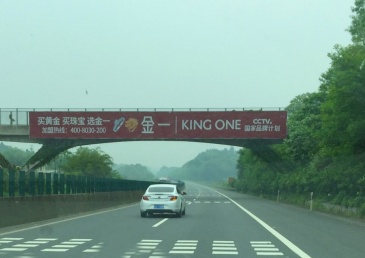 买黄金 买珠宝 选金一
加盟热线：400-6030-200
金一
KING ONE
CCTV.
国家品牌计划